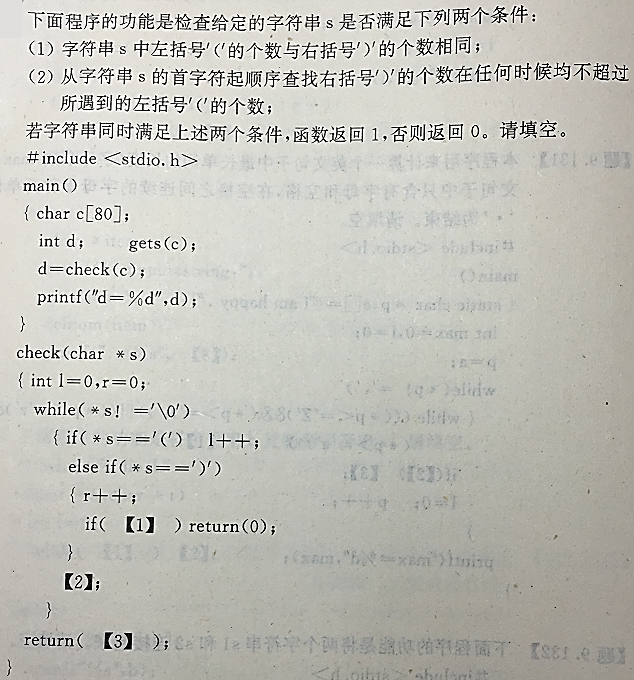 下面程序的功能是检查给定的字符串s是否满足下列两个条件:
(1) 字符串s中左括号'('的个数与右括号')'的个数相同;
(2) 从字符串s的首字符起顺序查找右括号')'的个数在任何时候均不超过
所遇到的左括号'('的个数;
若字符串同时满足上述两个条件,函数返回1,否则返回0。请填空。
#include <stdio.h>
main()
{ char c[80];
int d; gets(c);
d=check(c);
printf("d=%d",d);
}
check(char *s)
{ int l=0,r=0;
while(*s!='\0')
{ if(*s=='(') l++;
else if(*s==')')
{ r++;
if( 【1】 ) return(0);
}
【2】;
}
return( 【3】 );
}